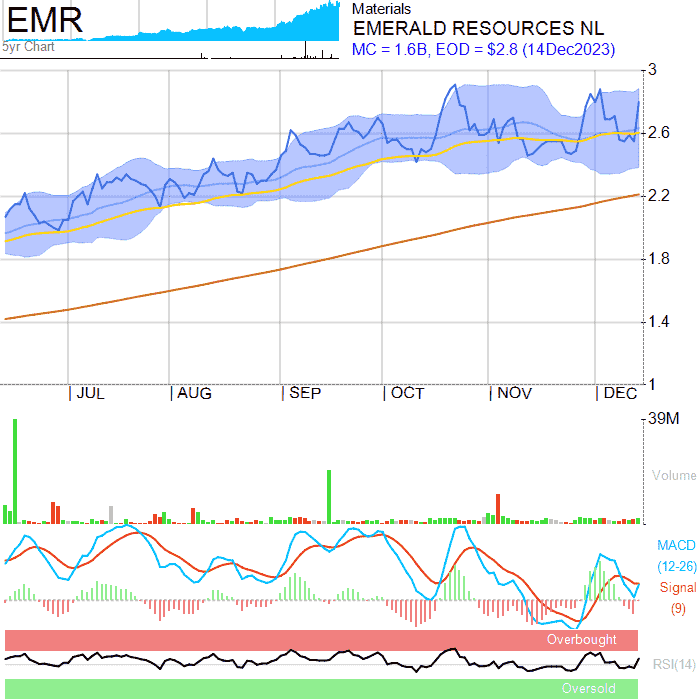 EMR
5yr Chart
Materials
EMERALD RESOURCES NL
MC = 1.6B, EOD = $2.8 (14Dec2023)
3
2.6
2.2
1.8
1.4
1
JUL AUG SEP OCT NOV DEC
39M
Volume
MACD
(12-26)
Signal
(9)
Overbought
RSI(14)
Oversold